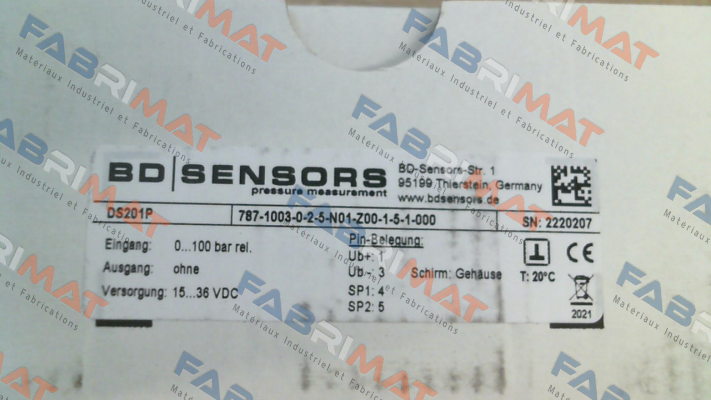 BD|SENSORS
pressure measurement
BD-Sensors-Str. 1
95199 Thierstein, Germany
www.bdsensors.de
DS201P 787-1003-0-2-5-N01-Z00-1-5-1-000 SN: 2220207
Eingang: 0...100 bar rel.
Ausgang: ohne
Versorgung: 15...36 VDC
Pin-Belegung:
Ub+: 1
Ub-: 3 Schirm: Gehäuse
SP1: 4
SP2: 5
CE
T: 20°C
2021
FABRIMAT
Materiaux Industriel et Fabrications